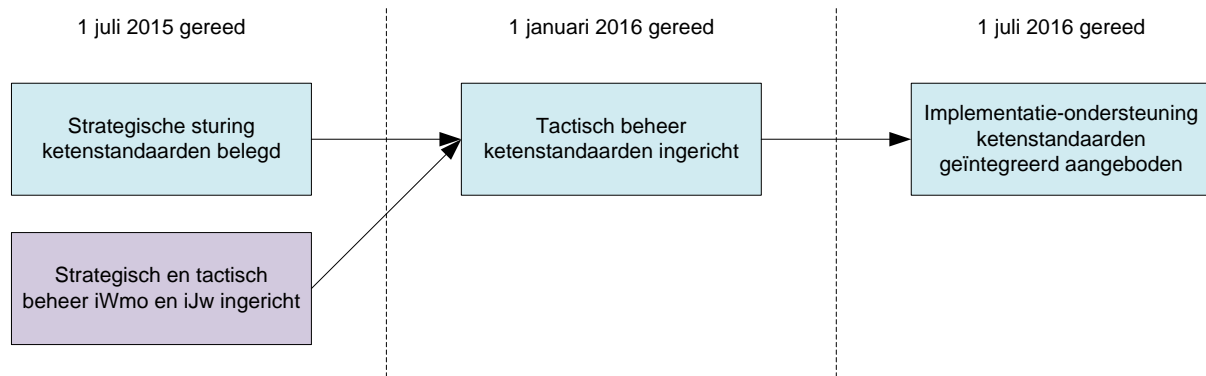 1 juli 2015 gereed
1 januari 2016 gereed
1 juli 2016 gereed
Strategische sturing
ketenstandaarden belegd
Tactisch beheer
ketenstandaarden ingericht
Implementatie-ondersteuning
ketenstandaarden
geïntegreerd aangeboden
Strategisch en tactisch
beheer iWmo en iJw ingericht